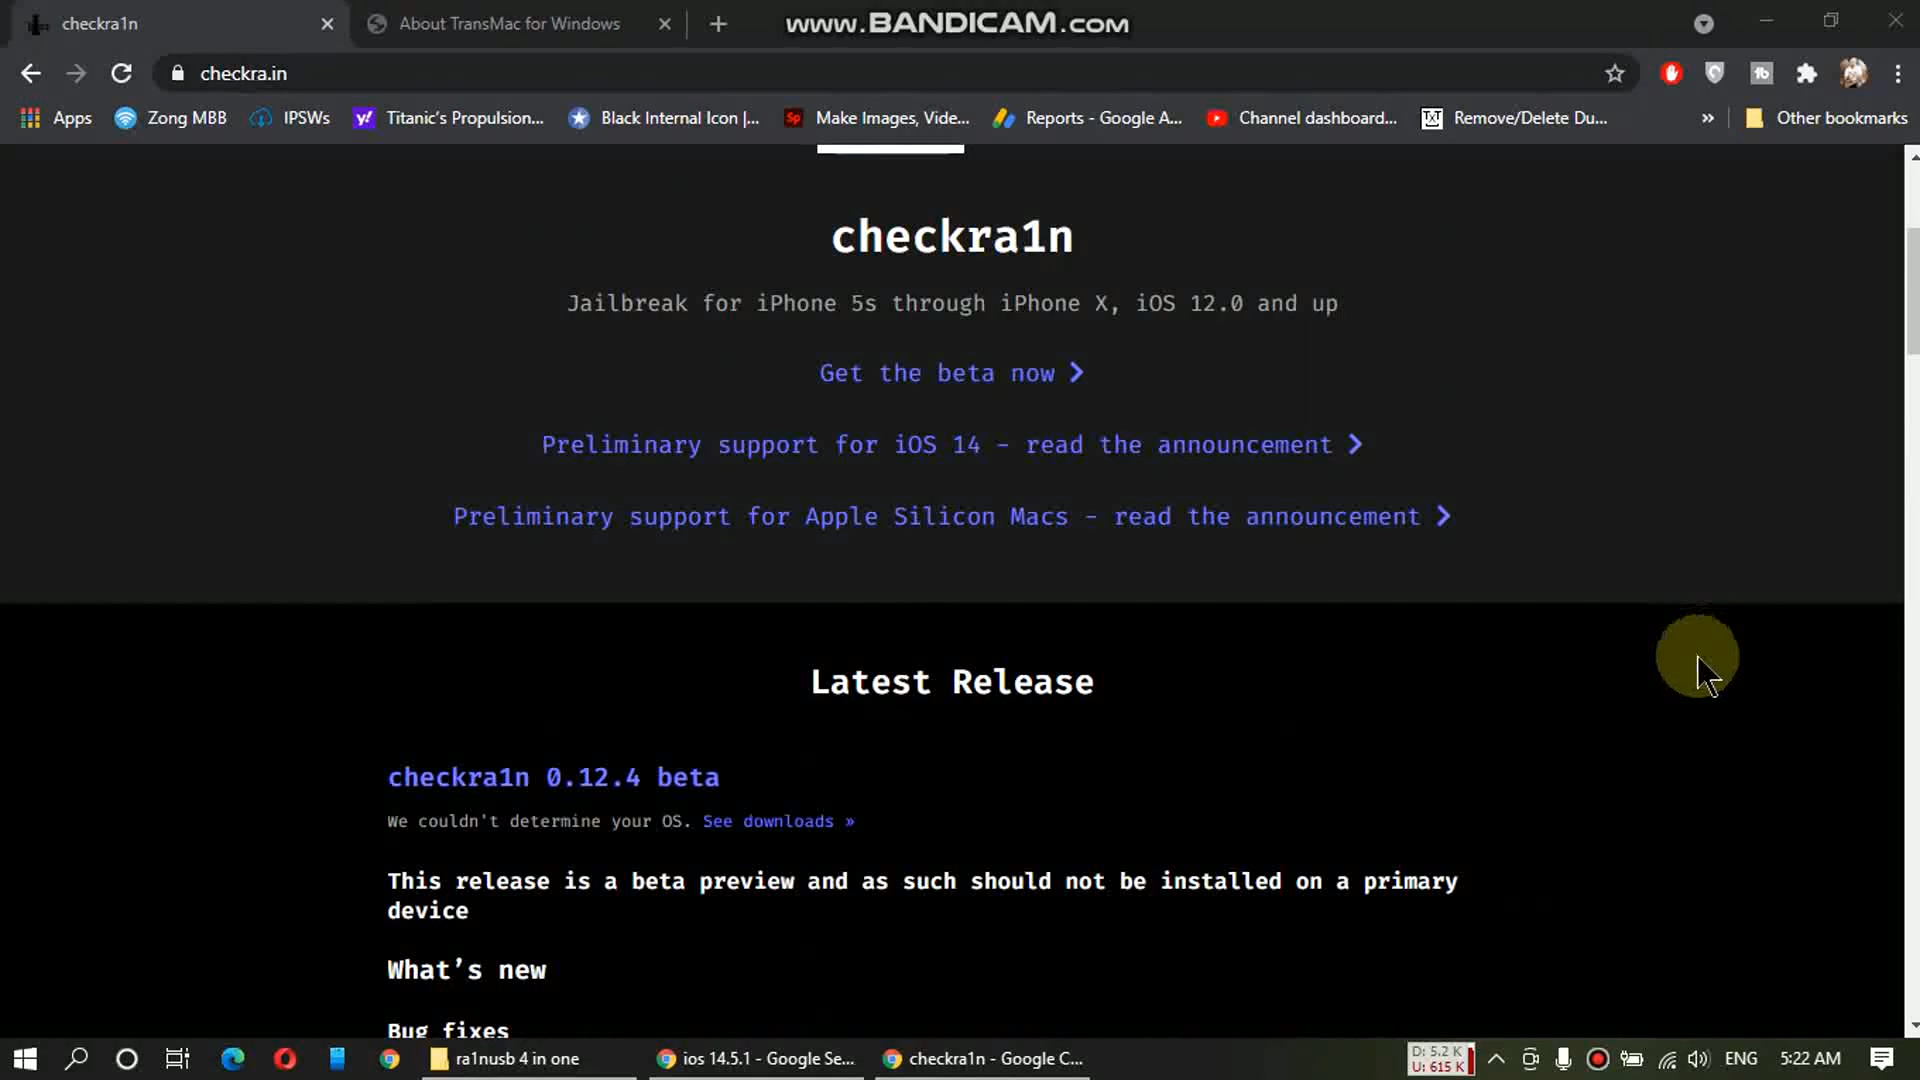 checkra1n
About TransMac for Windows
www.BANDICAM.com
checkra.in
Apps
Zong MBB
IPSWs
Titanic's Propulsion...
Black Internal Icon |...
Make Images, Vide...
Reports - Google A...
Channel dashboard...
Remove/Delete Du...
»
Other bookmarks
checkra1n
Jailbreak for iPhone 5s through iPhone X, iOS 12.0 and up
Get the beta now >
Preliminary support for iOS 14 - read the announcement >
Preliminary support for Apple Silicon Macs - read the announcement >
Latest Release
checkra1n 0.12.4 beta
We couldn't determine your OS. See downloads »
This release is a beta preview and as such should not be installed on a primary
device
What's new
Bug fixes
ra1nusb 4 in one
ios 14.5.1 - Google Se...
checkra1n - Google C...
D: 5.2 K
U: 615 K
ENG
5:22 AM